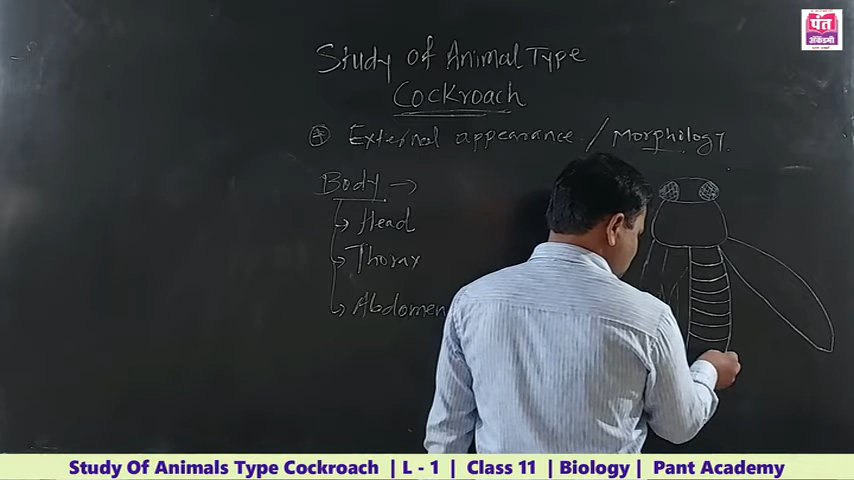 Study of Animal Type
Cockroach
External appearance / Morphology.
Body →
Head
Thorax
Abdomen
पंत
अ‍ॅकॅडमी
Study Of Animals Type Cockroach | L - 1 | Class 11 | Biology | Pant Academy